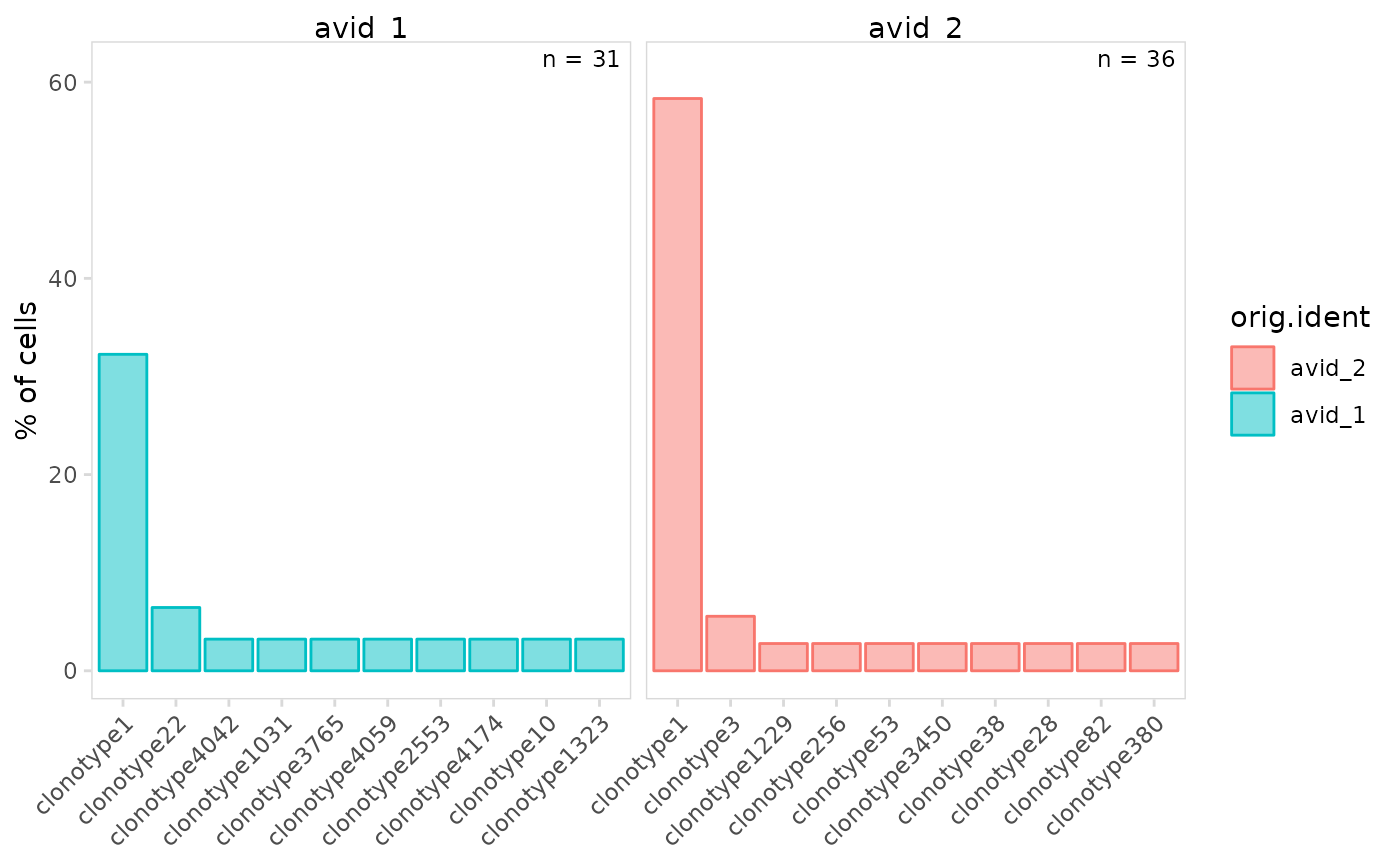 avid_1
avid_2
n = 31
n = 36
% of cells
60
40
20
0
clonotype1
clonotype22
clonotype4042
clonotype1031
clonotype3765
clonotype4059
clonotype2553
clonotype4174
clonotype10
clonotype1323
clonotype1
clonotype3
clonotype1229
clonotype256
clonotype53
clonotype3450
clonotype38
clonotype28
clonotype82
clonotype380
orig.ident
avid_2
avid_1